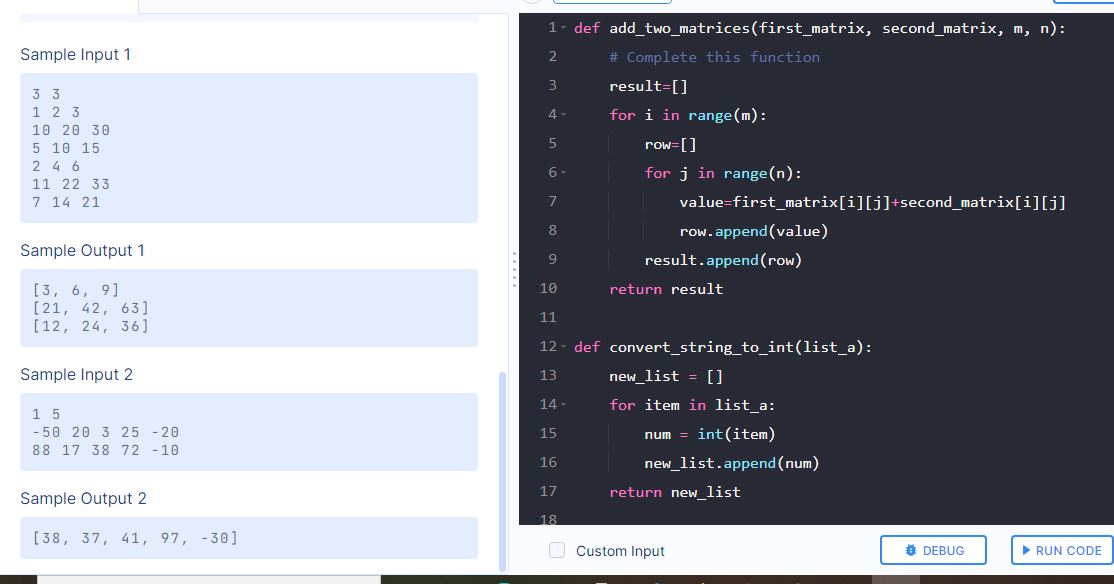 Sample Input 1
3 3
1 2 3
10 20 30
5 10 15
2 4 6
11 22 33
7 14 21
Sample Output 1
[3, 6, 9]
[21, 42, 63]
[12, 24, 36]
Sample Input 2
1 5
-50 20 3 25 -20
88 17 38 72 -10
Sample Output 2
[38, 37, 41, 97, -30]
1 def add_two_matrices(first_matrix, second_matrix, m, n):
2     # Complete this function
3     result=[]
4     for i in range(m):
5         row=[]
6         for j in range(n):
7             value=first_matrix[i][j]+second_matrix[i][j]
8             row.append(value)
9         result.append(row)
10     return result
11
12 def convert_string_to_int(list_a):
13     new_list = []
14     for item in list_a:
15         num = int(item)
16         new_list.append(num)
17     return new_list
18
Custom Input
DEBUG
RUN CODE